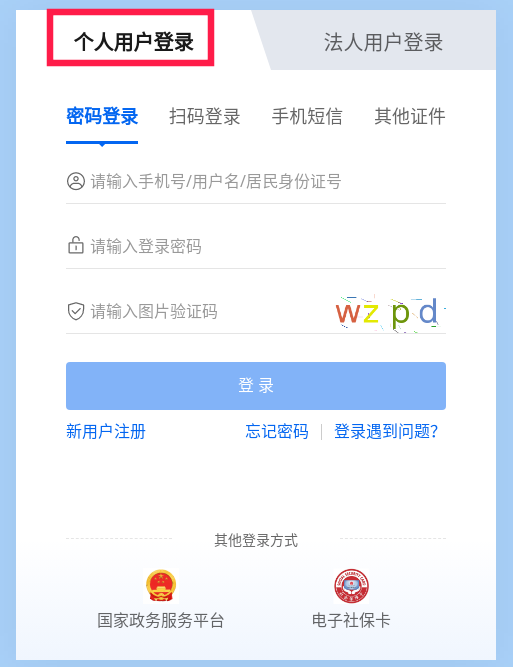 个人用户登录 法人用户登录
密码登录 扫码登录 手机短信 其他证件
请输入手机号/用户名/居民身份证号
请输入登录密码
请输入图片验证码 wzpd
登 录
新用户注册 忘记密码 登录遇到问题?
其他登录方式
国家政务服务平台 电子社保卡